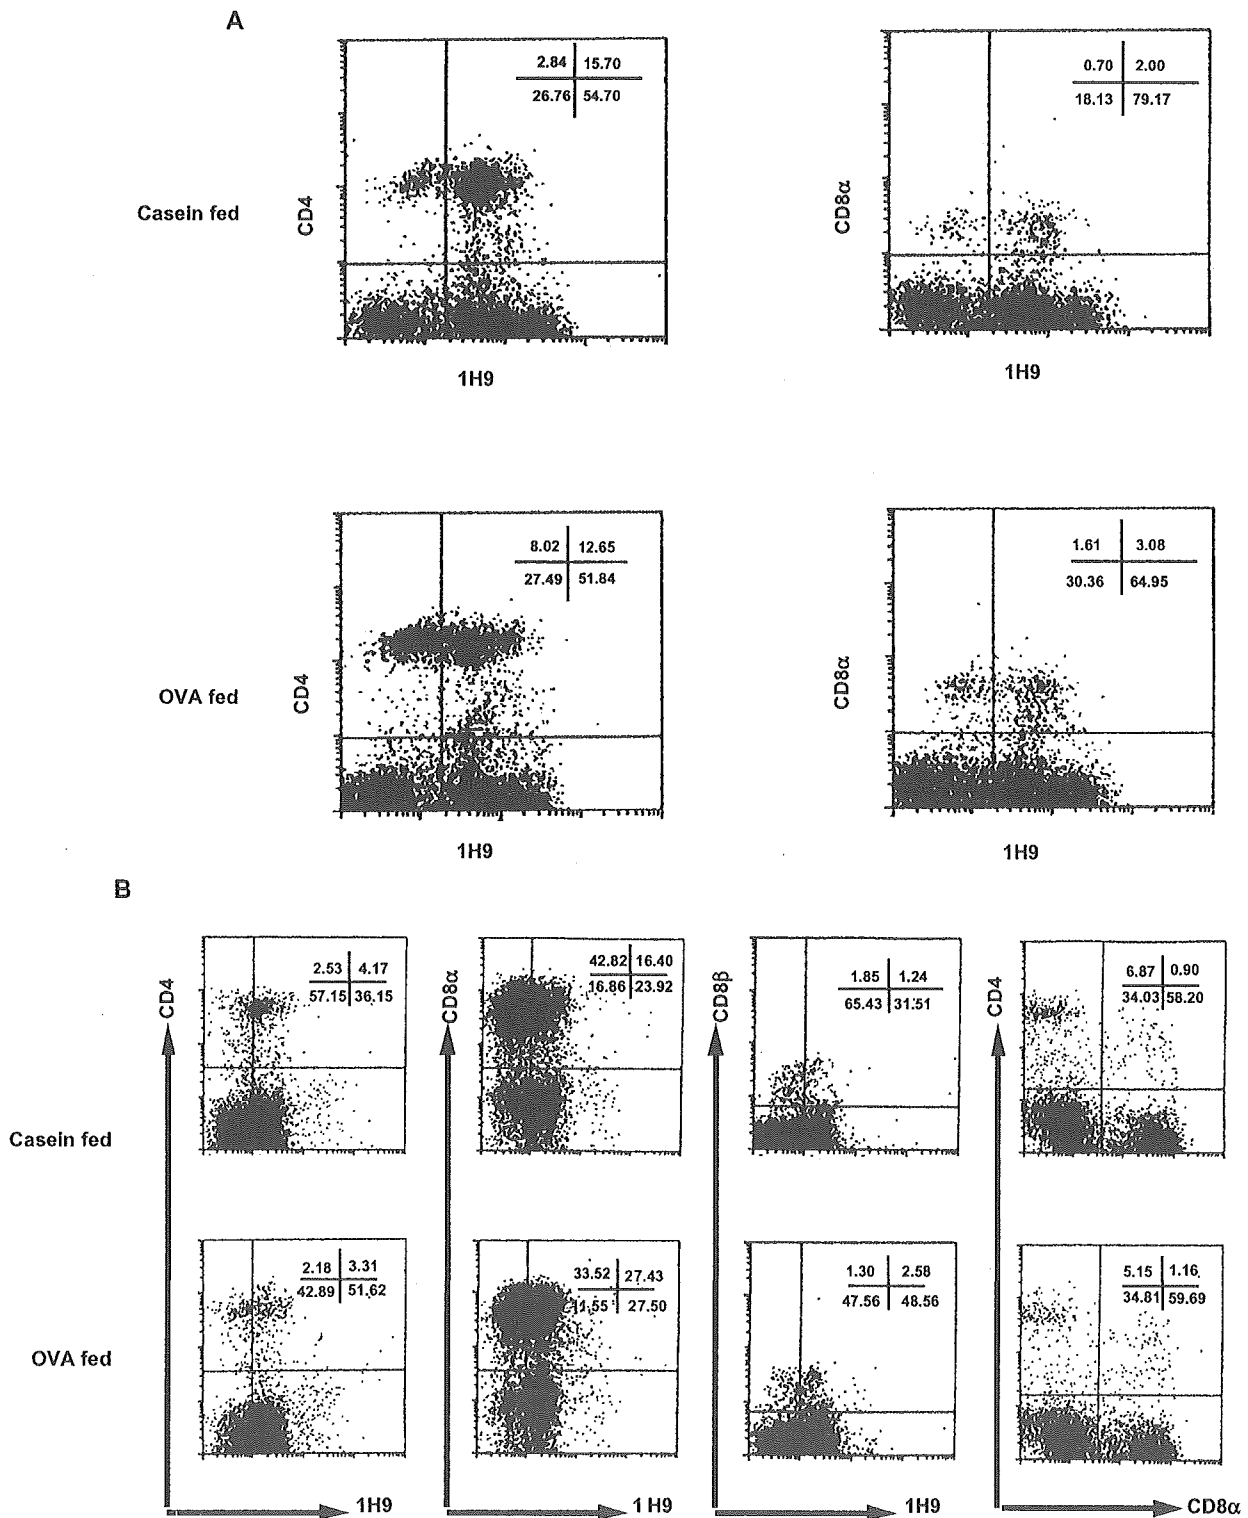 A
2.84 15.70
26.76 54.70
CD4
1H9
Casein fed
0.70 2.00
18.13 79.17
CD8α
1H9
8.02 12.65
27.49 51.84
CD4
1H9
OVA fed
1.61 3.08
30.36 64.95
CD8α
1H9
B
Casein fed
CD4
2.53 4.17
57.15 36.15
CD8α
42.82 16.40
16.86 23.92
CD8β
1.85 1.24
65.43 31.51
CD4
6.87 0.90
34.03 58.20
OVA fed
2.18 3.31
42.89 51.62
33.52 27.43
11.55 27.50
1.30 2.58
47.56 48.56
5.15 1.16
34.81 59.69
1H9
1H9
1H9
CD8α